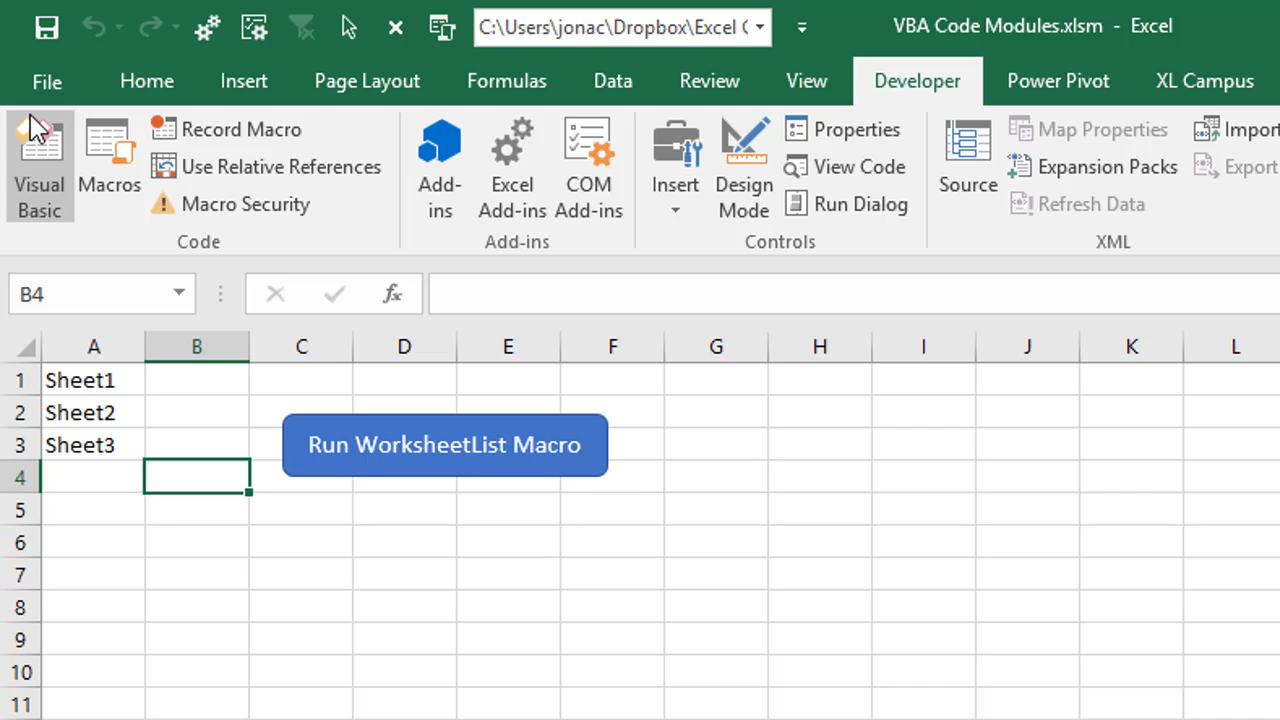 C:\Users\jonac\Dropbox\Excel C
VBA Code Modules.xlsm - Excel
File Home Insert Page Layout Formulas Data Review View Developer Power Pivot XL Campus
Visual Basic
Macros
Record Macro
Use Relative References
Macro Security
Code
Add-ins
Excel Add-ins
COM Add-ins
Add-ins
Insert
Design Mode
Properties
View Code
Run Dialog
Controls
Source
Map Properties
Expansion Packs
Refresh Data
Import
Export
XML
B4 fx
A B C D E F G H I J K L
1 Sheet1
2 Sheet2
3 Sheet3
Run WorksheetList Macro
4
5
6
7
8
9
10
11